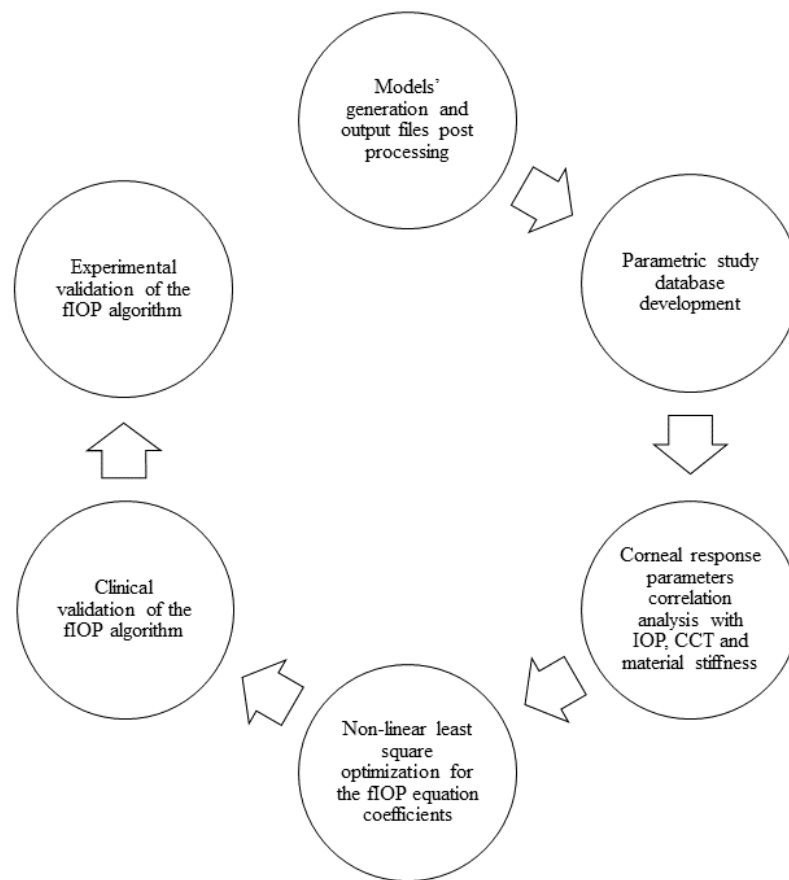 Models'
generation and
output files post
processing
Parametric study
database
development
Corneal response
parameters
correlation
analysis with
IOP, CCT and
material stiffness
Non-linear least
square
optimization for
the fIOP equation
coefficients
Clinical
validation of the
fIOP algorithm
Experimental
validation of the
fIOP algorithm